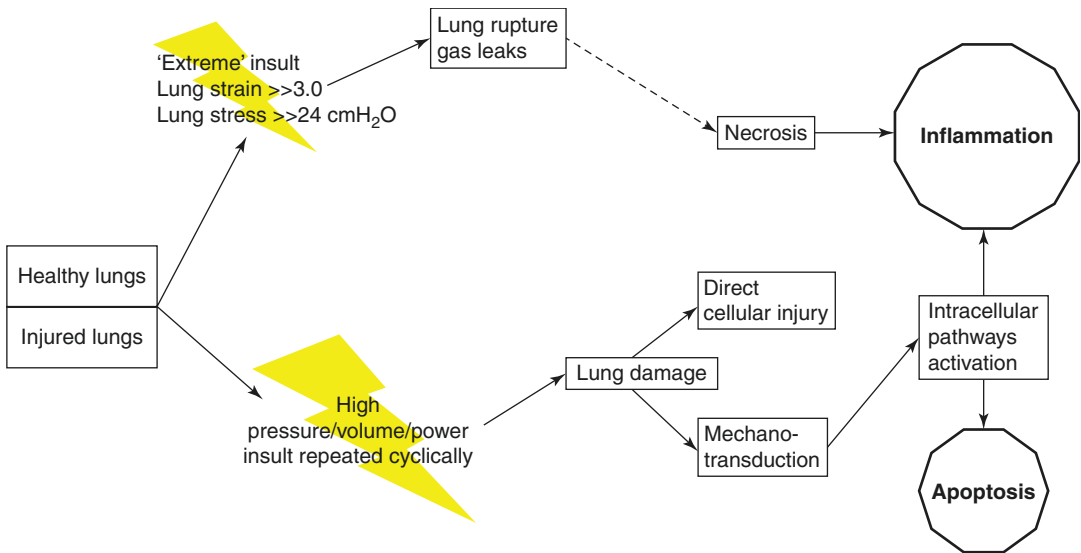 ‘Extreme’ insult
Lung strain >>3.0
Lung stress >>24 cmH₂O
Lung rupture
gas leaks
Necrosis
Inflammation
Healthy lungs
Injured lungs
High
pressure/volume/power
insult repeated cyclically
Lung damage
Direct
cellular injury
Mechano-
transduction
Intracellular
pathways
activation
Apoptosis